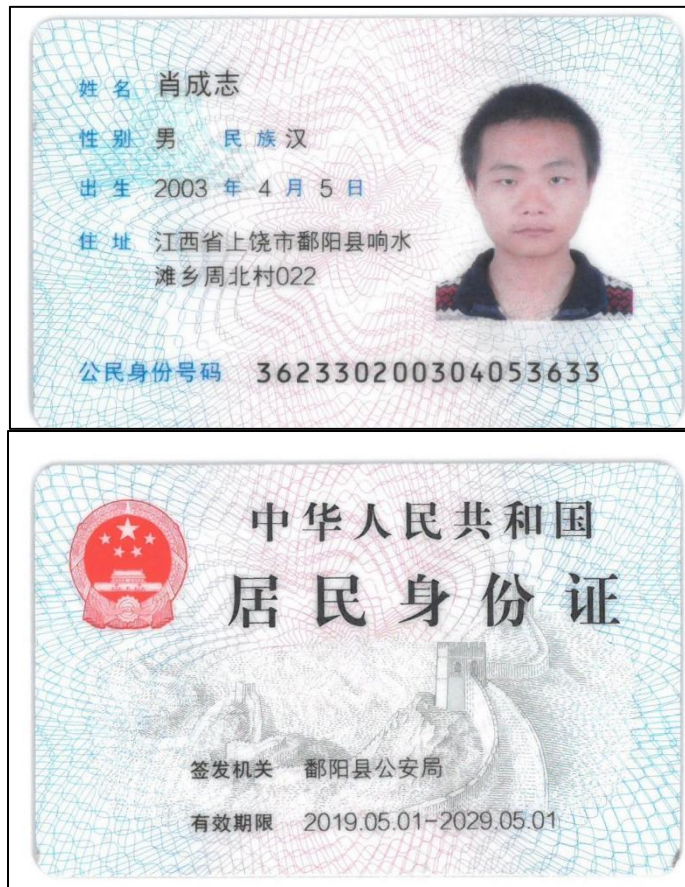 姓名 肖成志
性别 男 民族 汉
出生 2003 年 4 月 5 日
住址 江西省上饶市鄱阳县响水
滩乡周北村022
公民身份号码 362330200304053633
中华人民共和国
居民身份证
签发机关 鄱阳县公安局
有效期限 2019.05.01-2029.05.01